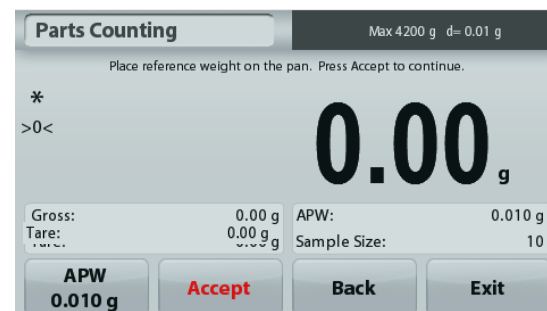 Parts Counting
Max 4200 g d= 0.01 g
Place reference weight on the pan. Press Accept to continue.
*
>0<
0.00 g
Gross: 0.00 g
Tare: 0.00 g
APW: 0.010 g
Sample Size: 10
APW
0.010 g
Accept
Back
Exit